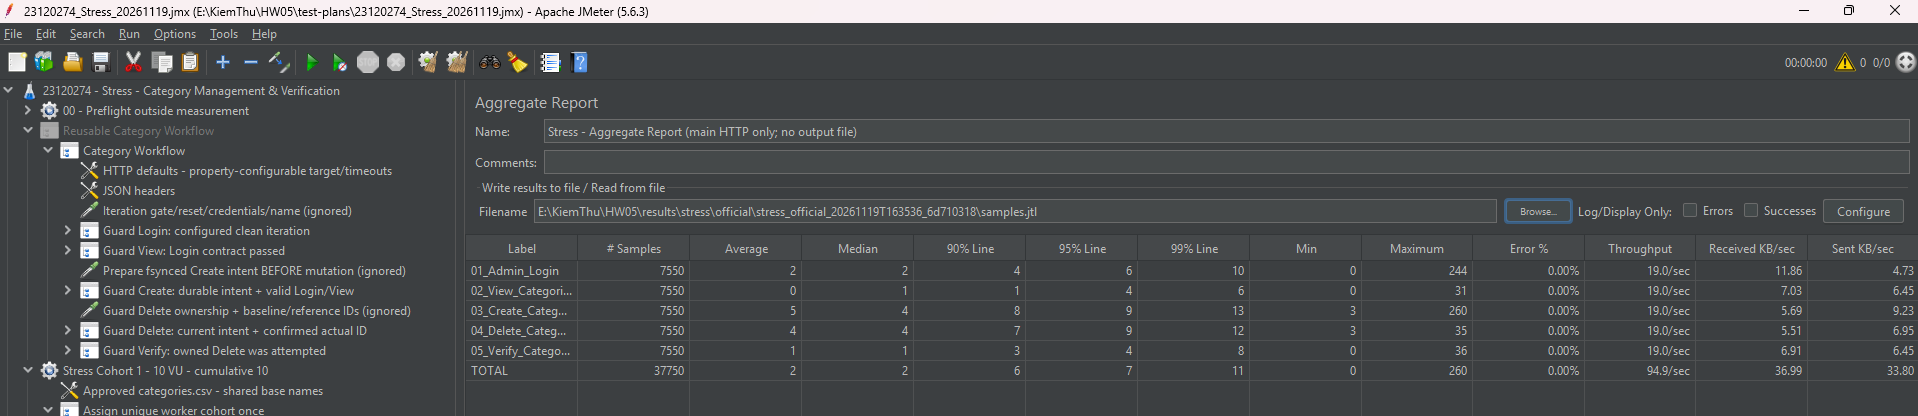 23120274_Stress_20261119.jmx (E:\KiemThu\HW05\test-plans\23120274_Stress_20261119.jmx) - Apache JMeter (5.6.3)
File Edit Search Run Options Tools Help
STOP 00:00:00 0 0/0
23120274 - Stress - Category Management & Verification
00 - Preflight outside measurement
Reusable Category Workflow
Category Workflow
HTTP defaults - property-configurable target/timeouts
JSON headers
Iteration gate/reset/credentials/name (ignored)
Guard Login: configured clean iteration
Guard View: Login contract passed
Prepare fsynced Create intent BEFORE mutation (ignored)
Guard Create: durable intent + valid Login/View
Guard Delete ownership + baseline/reference IDs (ignored)
Guard Delete: current intent + confirmed actual ID
Guard Verify: owned Delete was attempted
Stress Cohort 1 - 10 VU - cumulative 10
Approved categories.csv - shared base names
Assign unique worker cohort once
Aggregate Report
Name: Stress - Aggregate Report (main HTTP only; no output file)
Comments:
Write results to file / Read from file
Filename E:\KiemThu\HW05\results\stress\official\stress_official_20261119T163536_6d710318\samples.jtl Browse... Log/Display Only: Errors Successes Configure
Label # Samples Average Median 90% Line 95% Line 99% Line Min Maximum Error % Throughput Received KB/sec Sent KB/sec
01_Admin_Login 7550 2 2 4 6 10 0 244 0.00% 19.0/sec 11.86 4.73
02_View_Categori... 7550 0 1 1 4 6 0 31 0.00% 19.0/sec 7.03 6.45
03_Create_Categ... 7550 5 4 8 9 13 3 260 0.00% 19.0/sec 5.69 9.23
04_Delete_Categ... 7550 4 4 7 9 12 3 35 0.00% 19.0/sec 5.51 6.95
05_Verify_Catego... 7550 1 1 3 4 8 0 36 0.00% 19.0/sec 6.91 6.45
TOTAL 37750 2 2 6 7 11 0 260 0.00% 94.9/sec 36.99 33.80